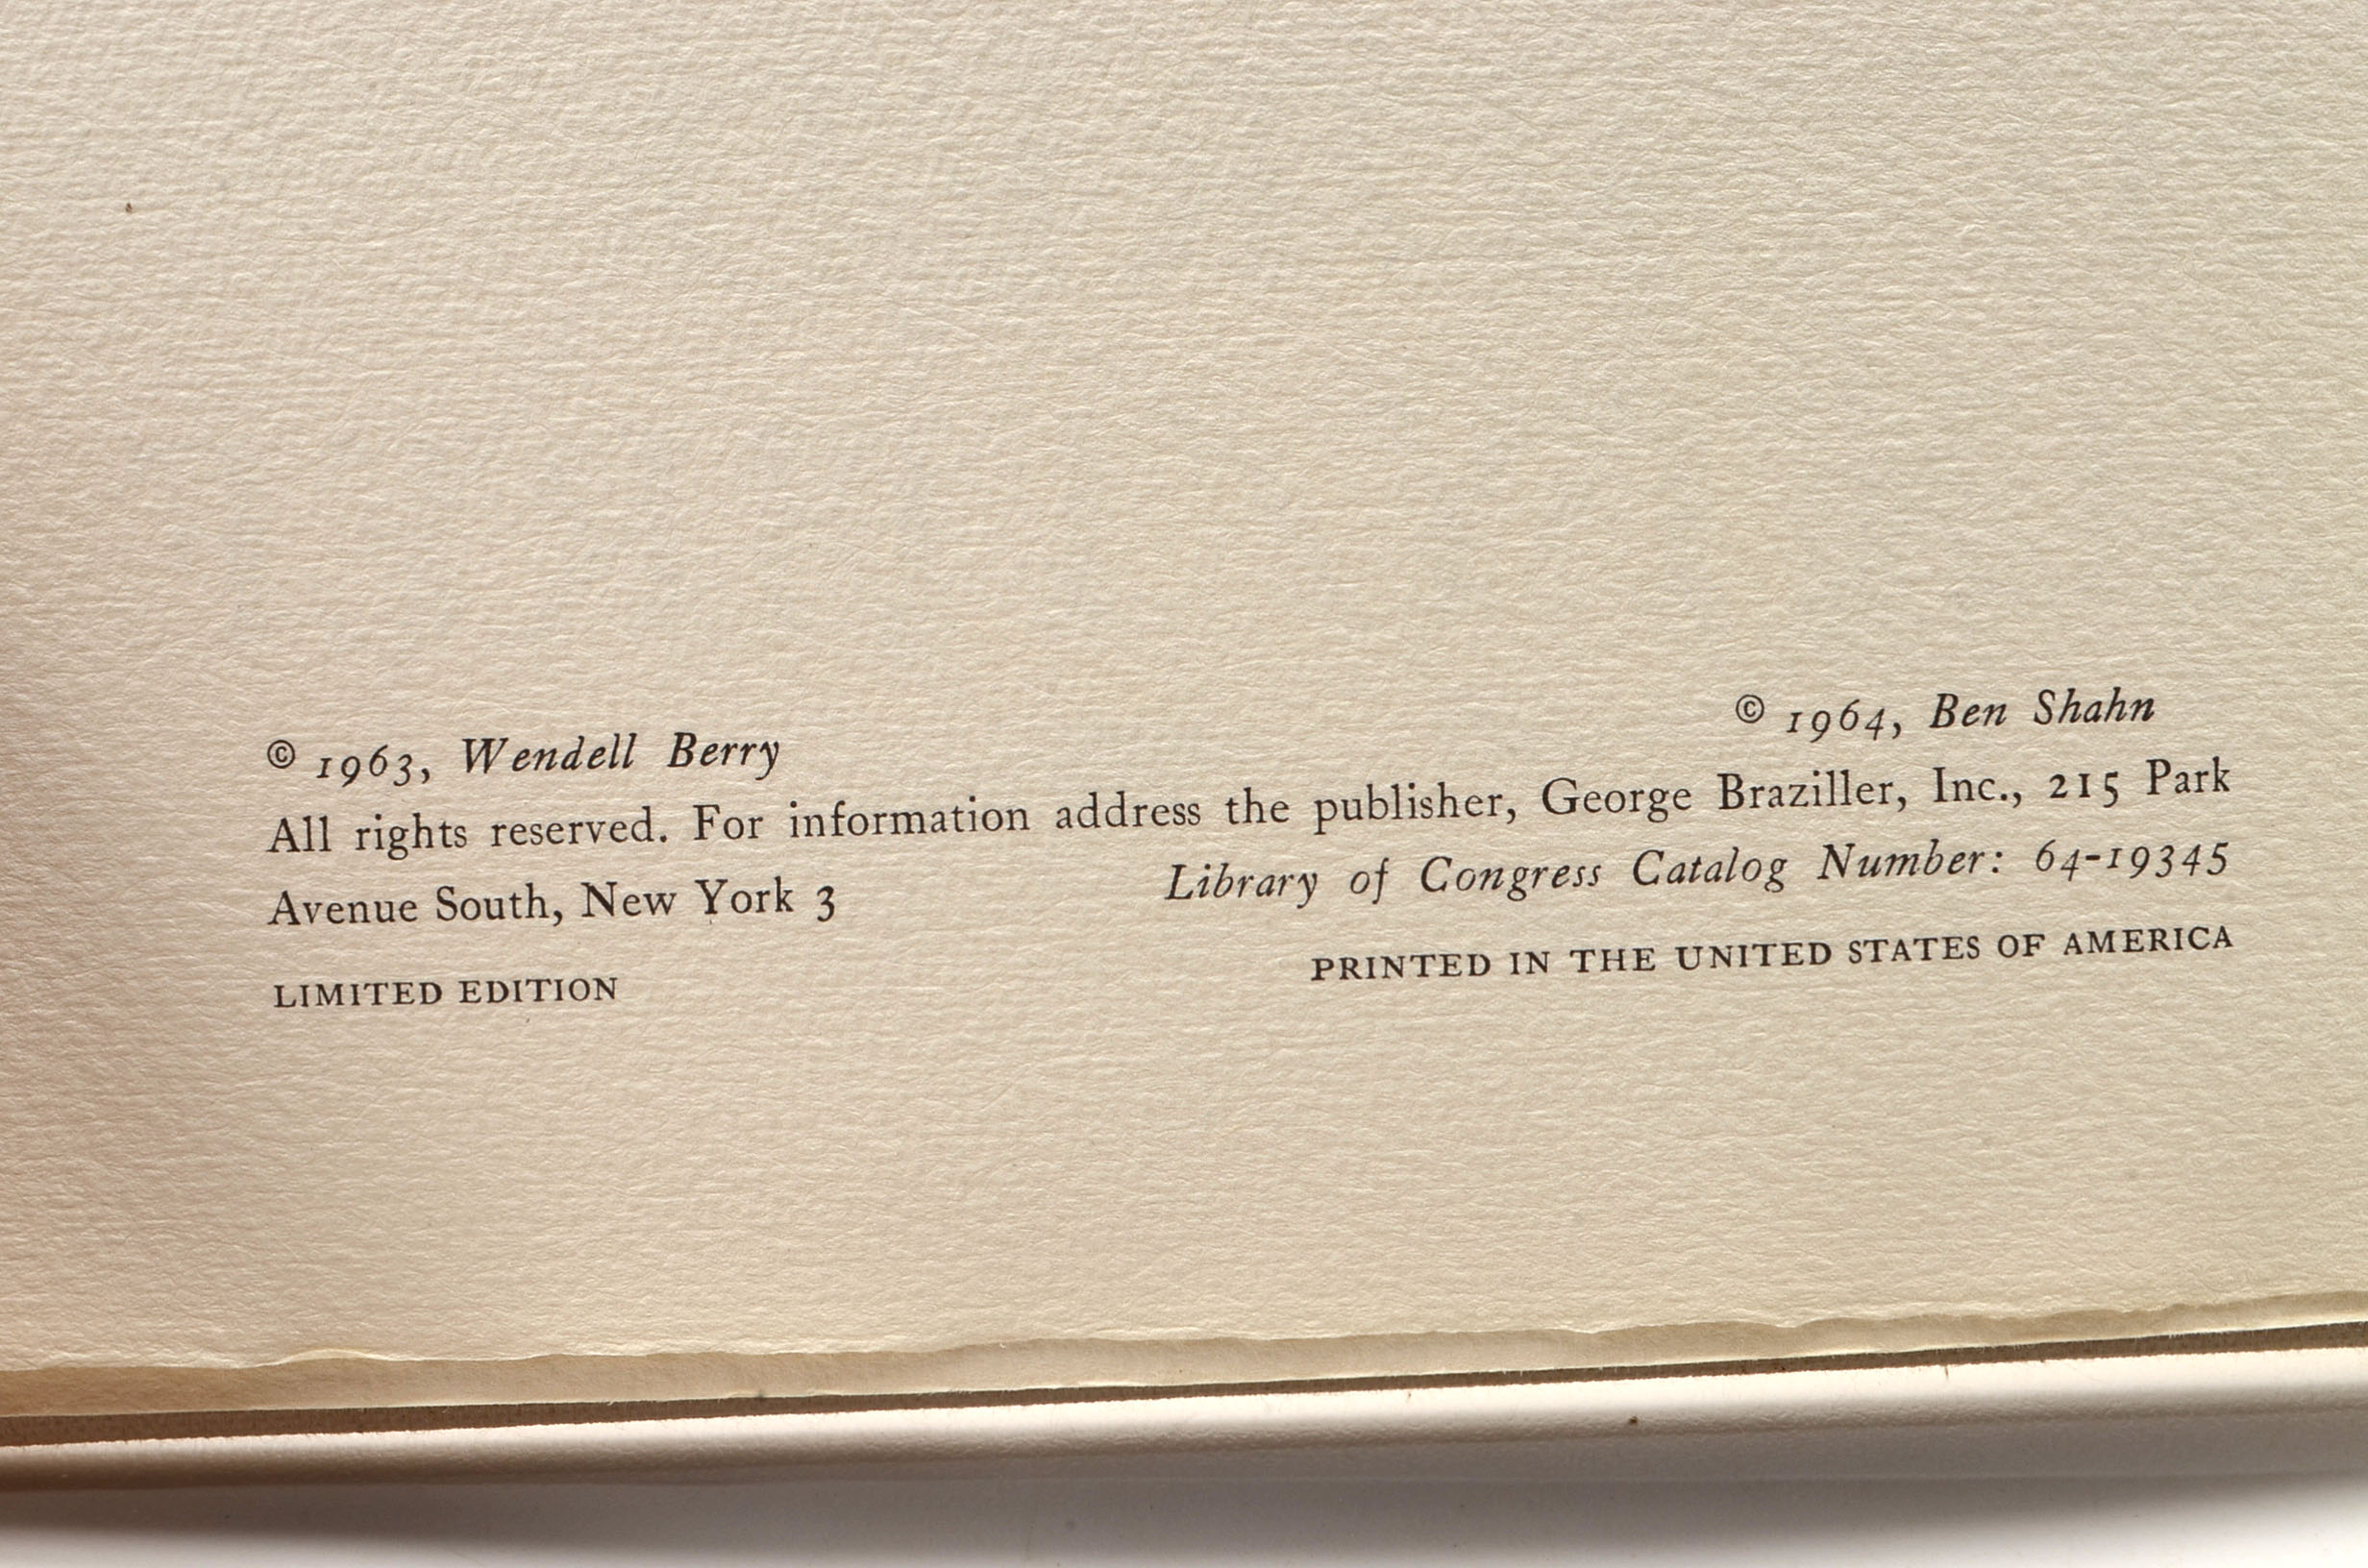 © 1963, Wendell Berry © 1964, Ben Shahn
All rights reserved. For information address the publisher, George Braziller, Inc., 215 Park
Avenue South, New York 3 Library of Congress Catalog Number: 64-19345
LIMITED EDITION PRINTED IN THE UNITED STATES OF AMERICA